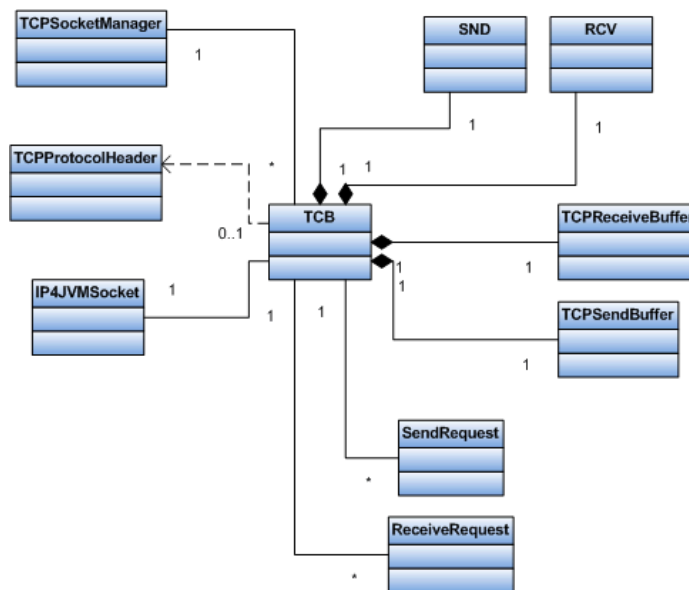 TCPSocketManager
SND
RCV
1
1
1
TCPProtocolHeader
*
1
1
0..1
TCB
TCPReceiveBuffer
1
1
IP4JVMSocket
1
1
1
1
TCPSendBuffer
1
SendRequest
*
ReceiveRequest
*